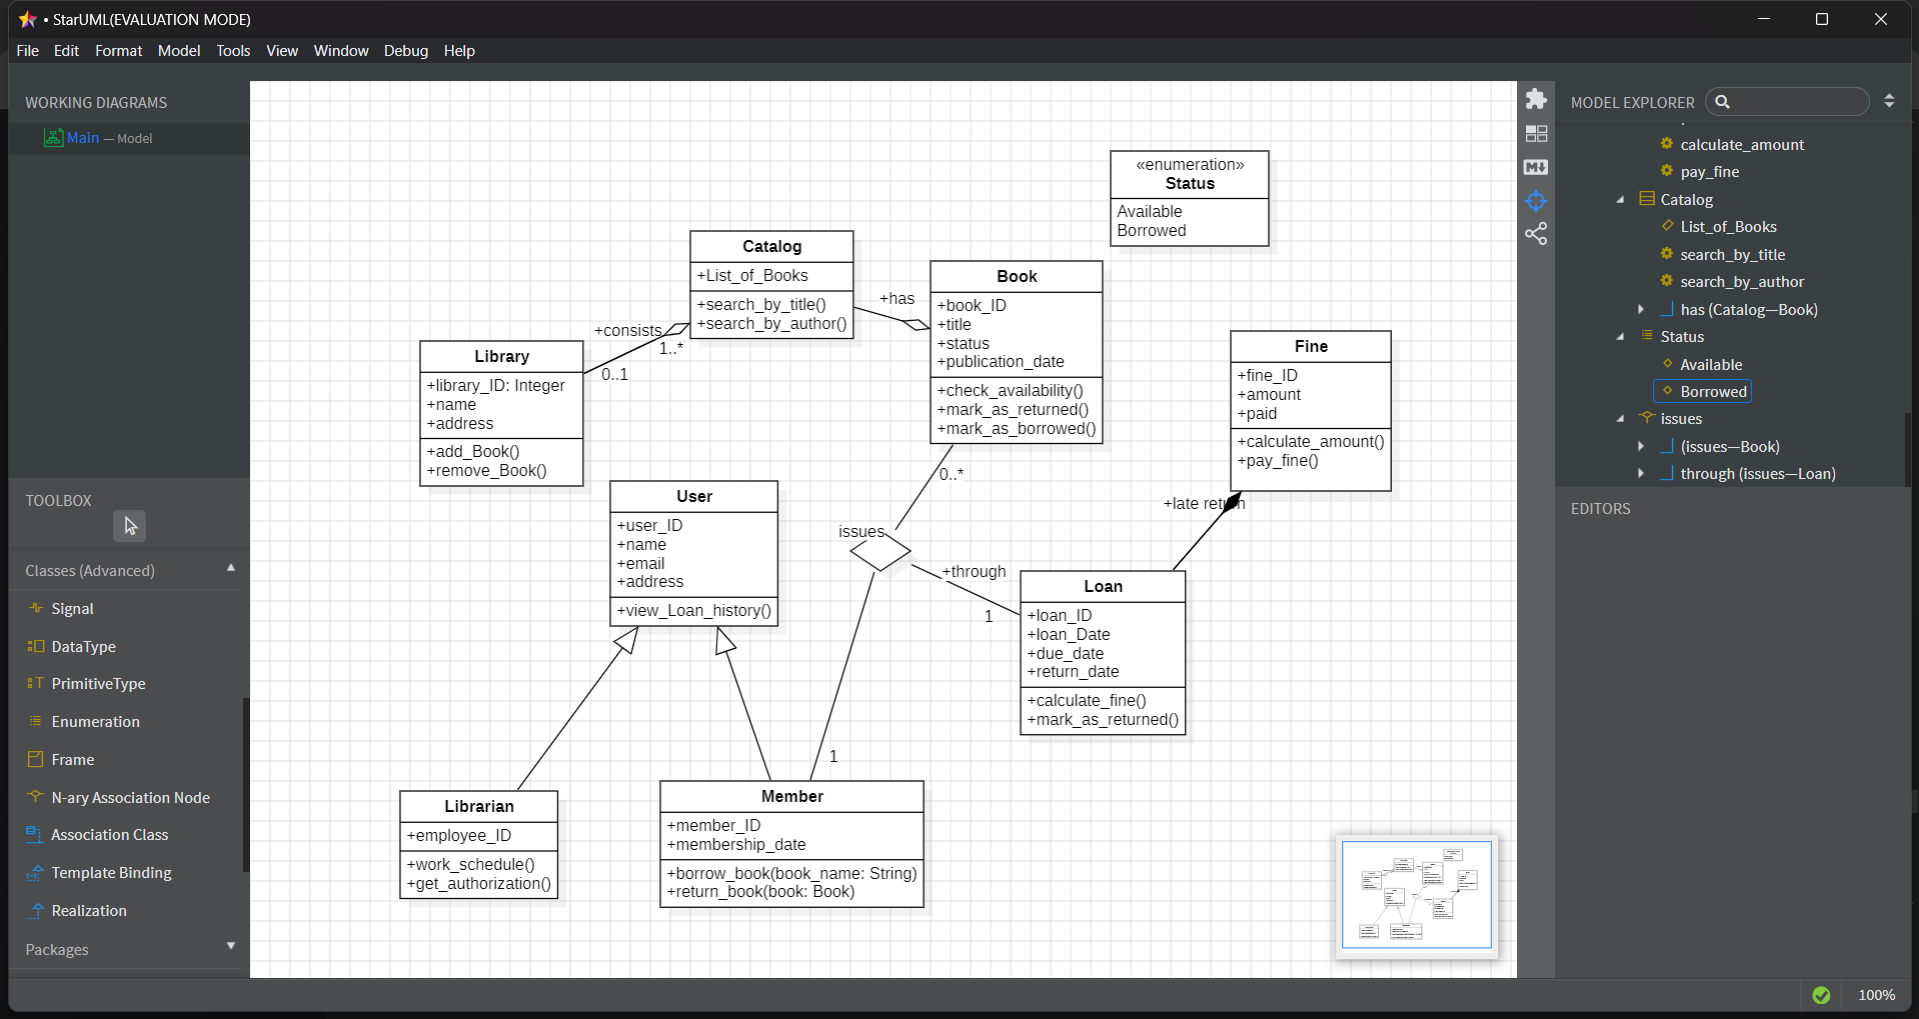 • StarUML(EVALUATION MODE)
File Edit Format Model Tools View Window Debug Help
WORKING DIAGRAMS
Main — Model
TOOLBOX
Classes (Advanced)
Signal
DataType
PrimitiveType
Enumeration
Frame
N-ary Association Node
Association Class
Template Binding
Realization
Packages
«enumeration»
Status
Available
Borrowed
Catalog
+List_of_Books
+search_by_title()
+search_by_author()
+has
Book
+book_ID
+title
+status
+publication_date
+check_availability()
+mark_as_returned()
+mark_as_borrowed()
+consists
1..*
0..1
Library
+library_ID: Integer
+name
+address
+add_Book()
+remove_Book()
Fine
+fine_ID
+amount
+paid
+calculate_amount()
+pay_fine()
+late return
User
+user_ID
+name
+email
+address
+view_Loan_history()
0..*
issues
+through
1
Loan
+loan_ID
+loan_Date
+due_date
+return_date
+calculate_fine()
+mark_as_returned()
1
Librarian
+employee_ID
+work_schedule()
+get_authorization()
Member
+member_ID
+membership_date
+borrow_book(book_name: String)
+return_book(book: Book)
MODEL EXPLORER
calculate_amount
pay_fine
Catalog
List_of_Books
search_by_title
search_by_author
has (Catalog—Book)
Status
Available
Borrowed
issues
(issues—Book)
through (issues—Loan)
EDITORS
100%